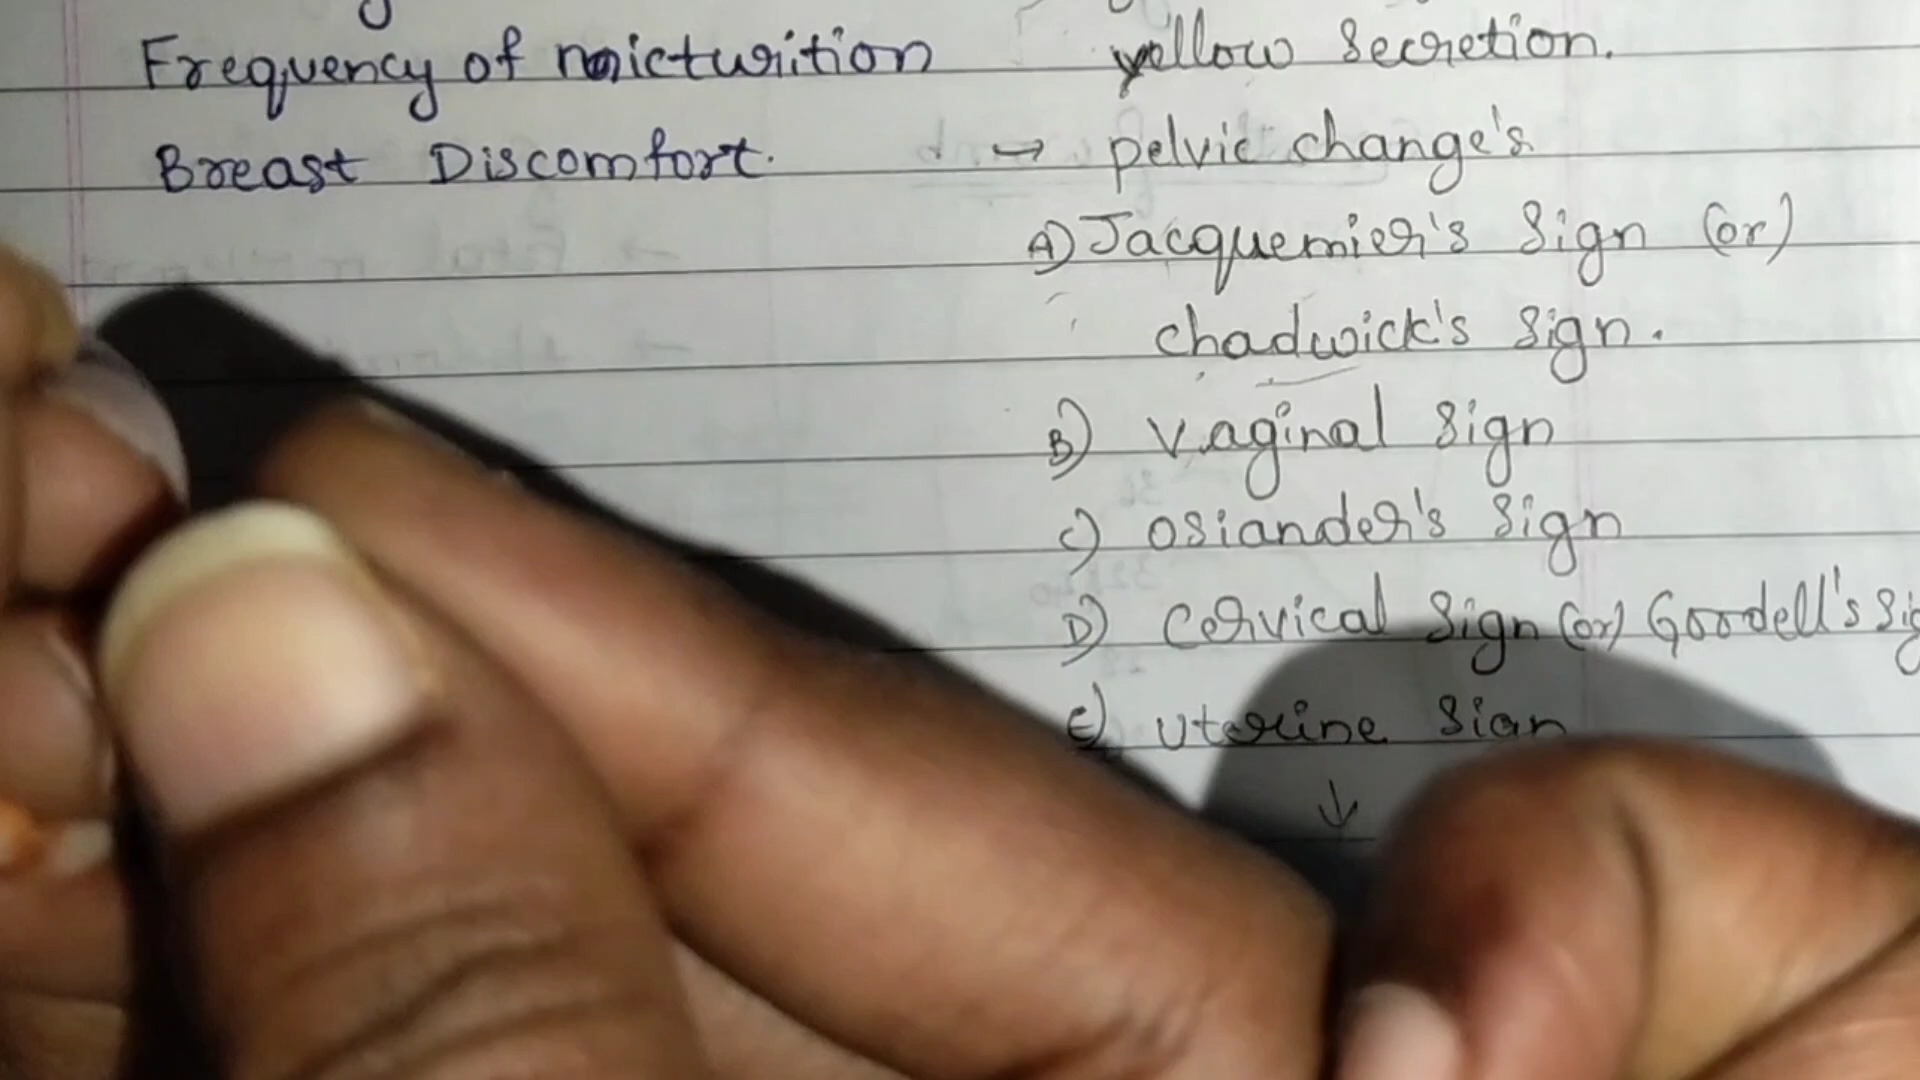 Frequency of micturition
Breast Discomfort.
yellow secretion.
→ pelvic change's
A) Jacquemier's Sign (or)
chadwick's sign.
B) vaginal sign
C) osiander's sign
D) Cervical sign (or) Goodell's
E) uterine sign
↓